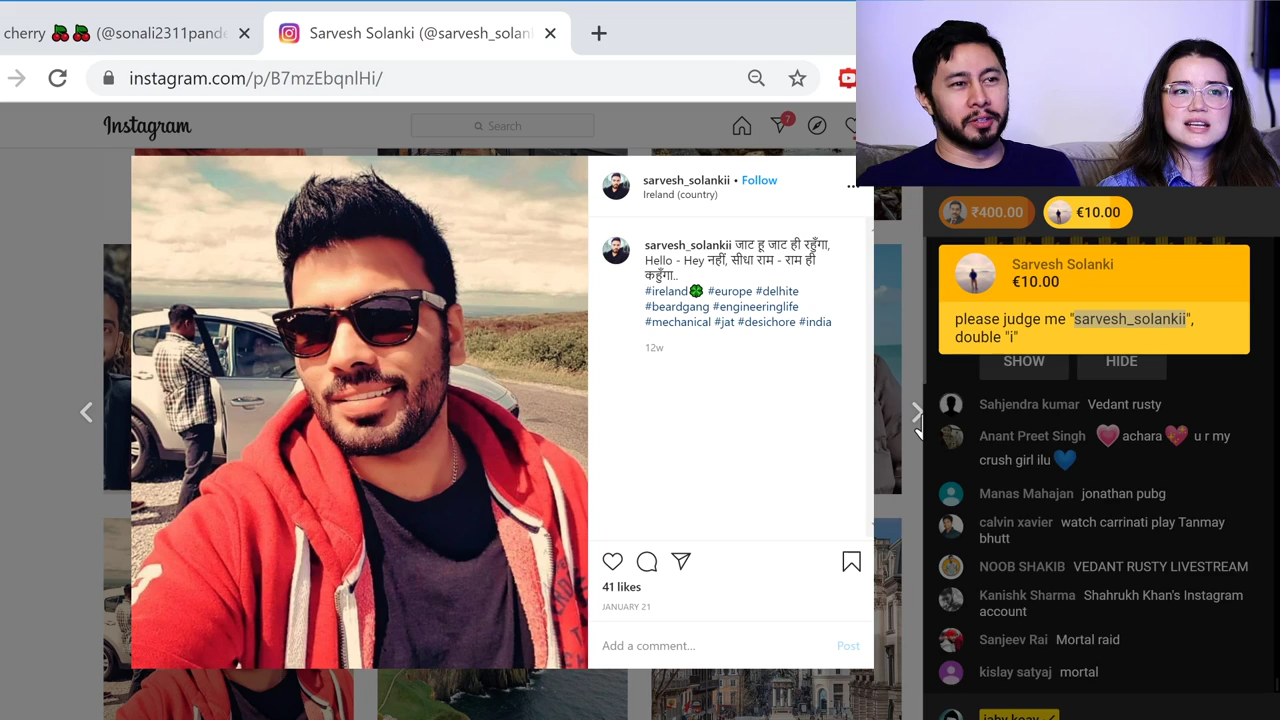 cherry 🍒🍒 (@sonali2311pande
Sarvesh Solanki (@sarvesh_solan
instagram.com/p/B7mzEbqnlHi/
Instagram
Search
7
sarvesh_solankii • Follow
Ireland (country)
sarvesh_solankii जाट हू जाट ही रहुँगा,
Hello - Hey नहीं, सीधा राम - राम ही
कहुँगा..
#ireland🍀 #europe #delhite
#beardgang #engineeringlife
#mechanical #jat #desichore #india
12w
41 likes
JANUARY 21
Add a comment...
Post
₹400.00
€10.00
Sarvesh Solanki
€10.00
please judge me "sarvesh_solankii",
double "i"
SHOW
HIDE
Sahjendra kumar Vedant rusty
Anant Preet Singh 💗achara 💖 u r my
crush girl ilu 💙
Manas Mahajan jonathan pubg
calvin xavier watch carrinati play Tanmay
bhutt
NOOB SHAKIB VEDANT RUSTY LIVESTREAM
Kanishk Sharma Shahrukh Khan's Instagram
account
Sanjeev Rai Mortal raid
kislay satyaj mortal
jaby koay